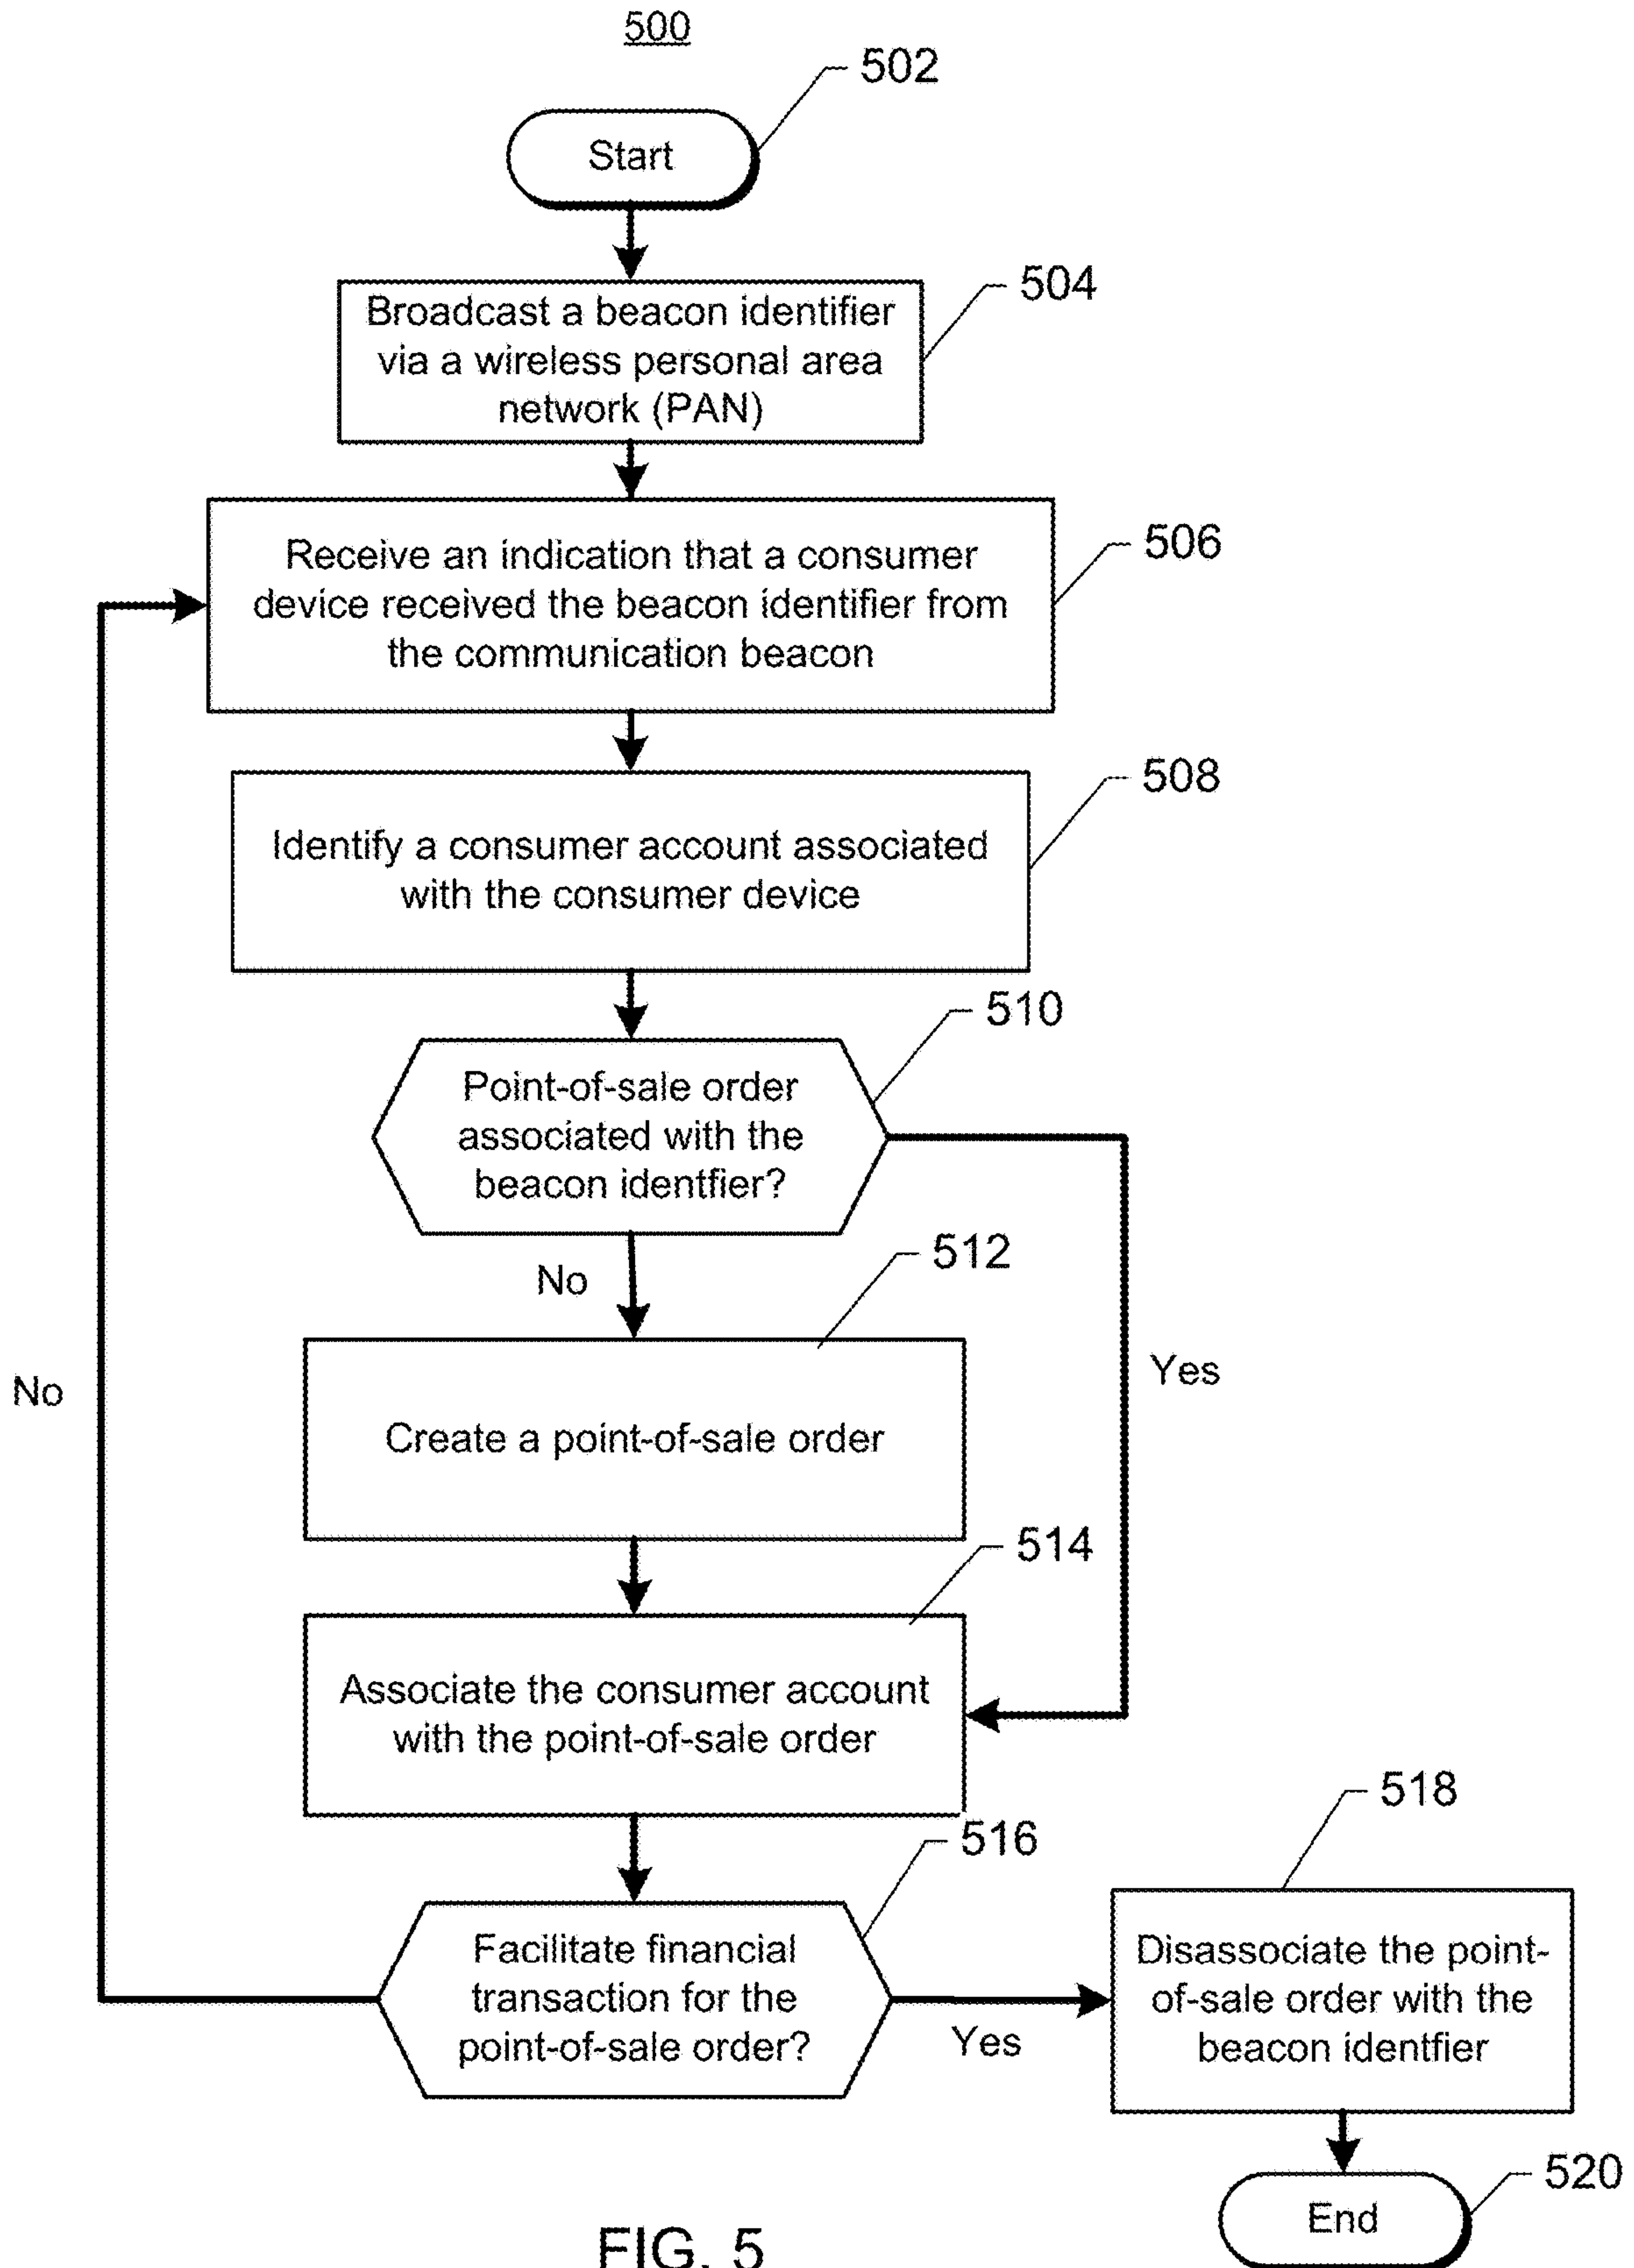 500
502
Start
504
Broadcast a beacon identifier
via a wireless personal area
network (PAN)
506
Receive an indication that a consumer
device received the beacon identifier from
the communication beacon
508
Identify a consumer account associated
with the consumer device
510
Point-of-sale order
associated with the
beacon identfier?
No
Yes
512
Create a point-of-sale order
No
514
Associate the consumer account
with the point-of-sale order
516
Facilitate financial
transaction for the
point-of-sale order?
Yes
518
Disassociate the point-
of-sale order with the
beacon identfier
520
End
FIG. 5